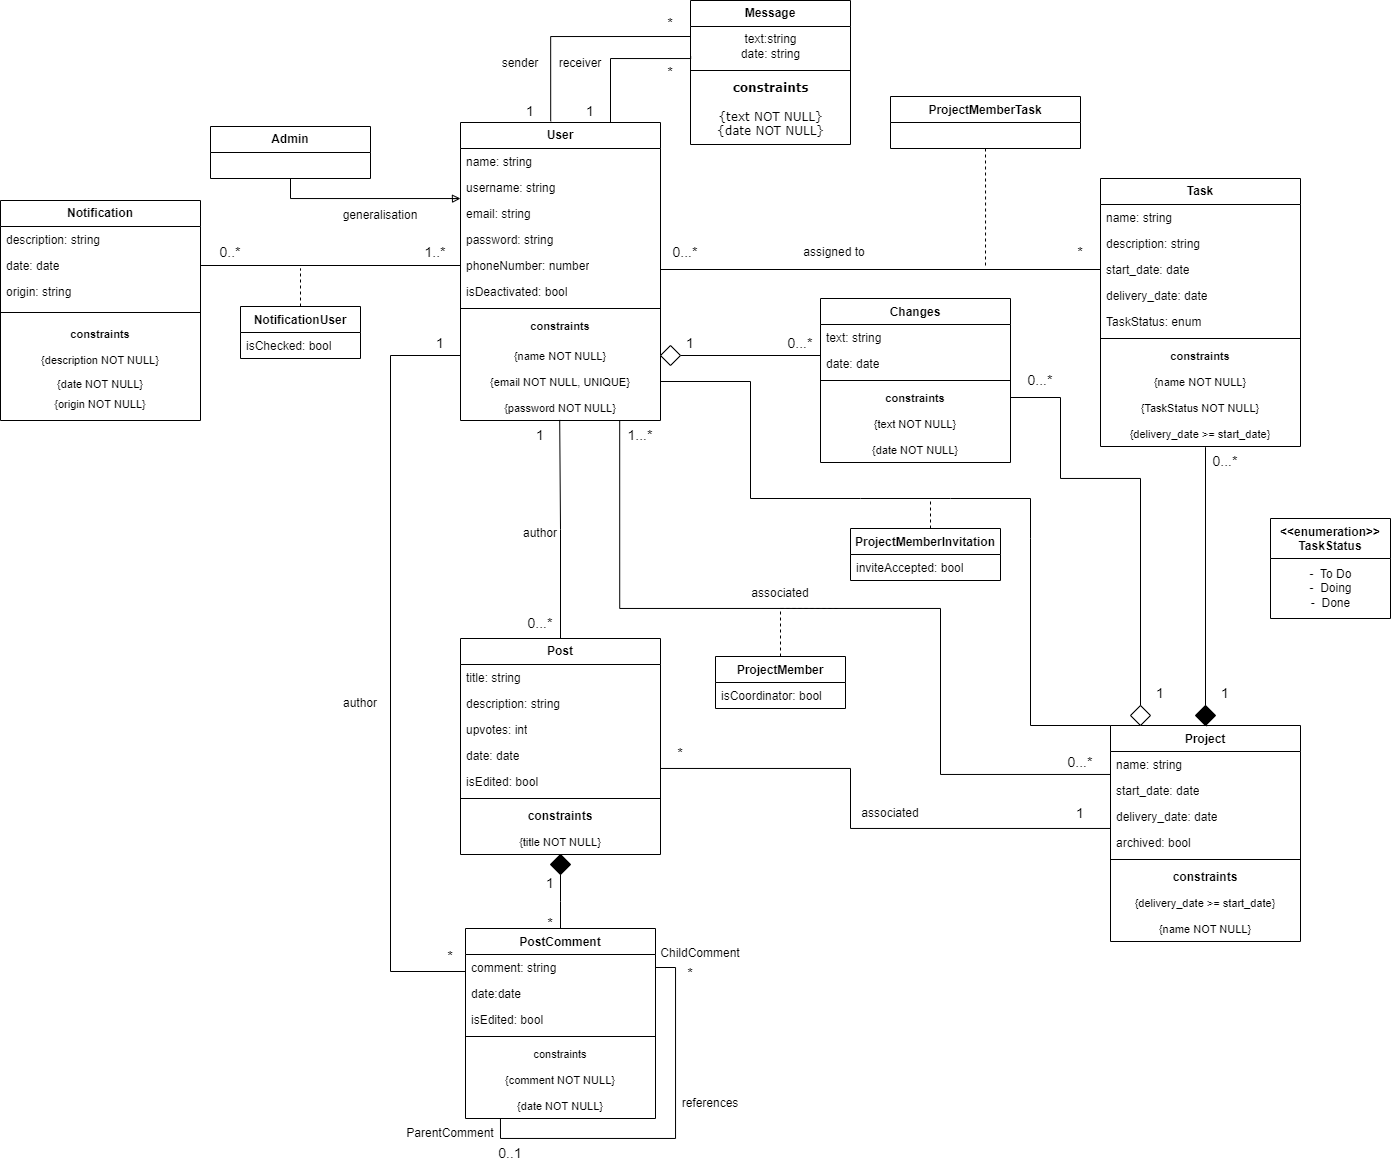 Message
text:string
date: string
constraints
{text NOT NULL}
{date NOT NULL}
*
*
sender
receiver
1
1
ProjectMemberTask
Admin
generalisation
User
name: string
username: string
email: string
password: string
phoneNumber: number
isDeactivated: bool
constraints
{name NOT NULL}
{email NOT NULL, UNIQUE}
{password NOT NULL}
Notification
description: string
date: date
origin: string
constraints
{description NOT NULL}
{date NOT NULL}
{origin NOT NULL}
0..*
1..*
NotificationUser
isChecked: bool
0...*
assigned to
*
Task
name: string
description: string
start_date: date
delivery_date: date
TaskStatus: enum
constraints
{name NOT NULL}
{TaskStatus NOT NULL}
{delivery_date >= start_date}
Changes
text: string
date: date
constraints
{text NOT NULL}
{date NOT NULL}
1
0...*
0...*
1
1
1...*
0...*
author
0...*
ProjectMemberInvitation
inviteAccepted: bool
<<enumeration>>
TaskStatus
- To Do
- Doing
- Done
associated
ProjectMember
isCoordinator: bool
Post
title: string
description: string
upvotes: int
date: date
isEdited: bool
constraints
{title NOT NULL}
author
*
associated
0...*
1
1
1
Project
name: string
start_date: date
delivery_date: date
archived: bool
constraints
{delivery_date >= start_date}
{name NOT NULL}
1
*
*
PostComment
comment: string
date:date
isEdited: bool
constraints
{comment NOT NULL}
{date NOT NULL}
ChildComment
*
references
ParentComment
0..1